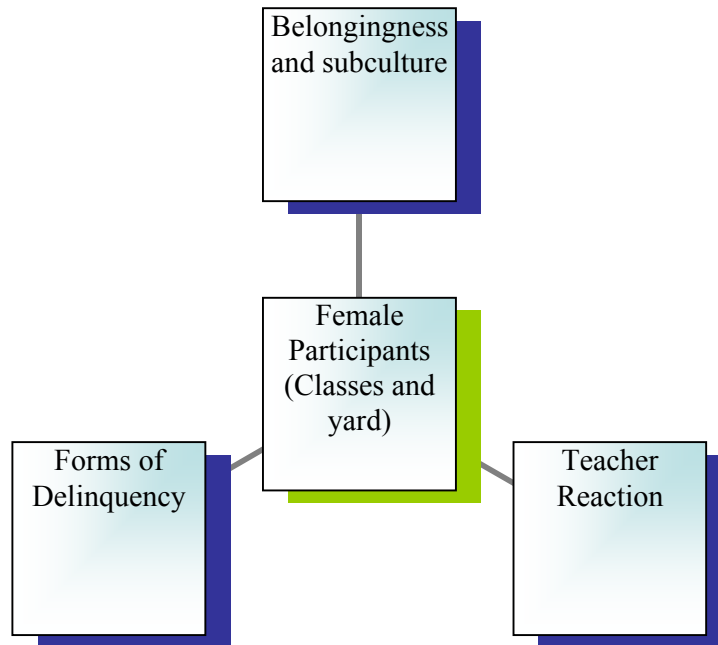 Belongingness
and subculture
Female
Participants
(Classes and
yard)
Forms of
Delinquency
Teacher
Reaction